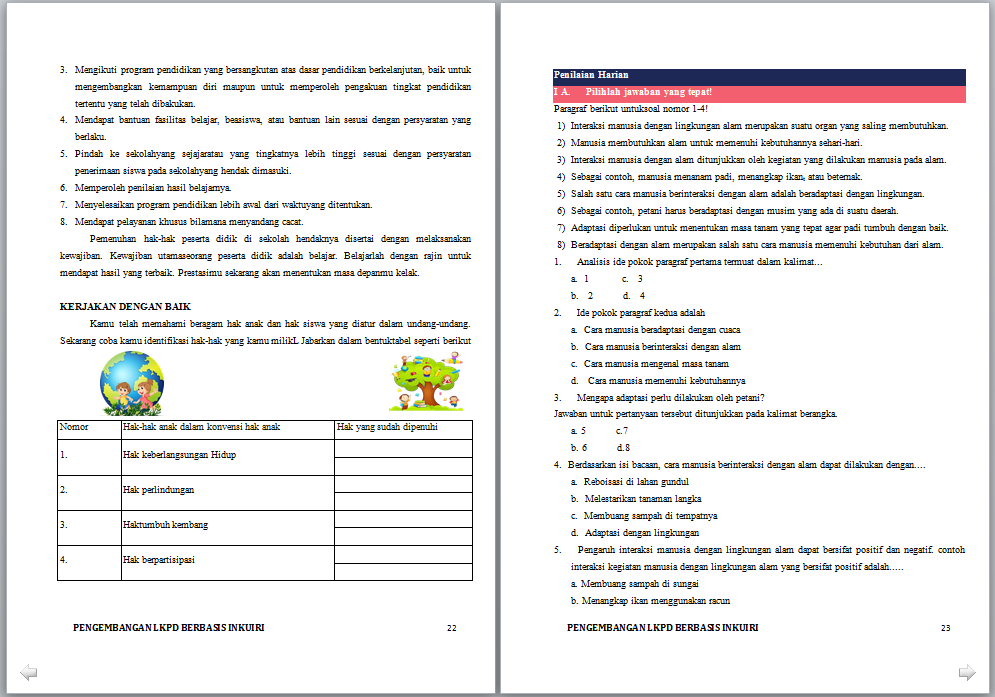 3. Mengikuti program pendidikan yang bersangkutan atas dasar pendidikan berkelanjutan, baik untuk
mengembangkan kemampuan diri maupun untuk memperoleh pengakuan tingkat pendidikan
tertentu yang telah dibakukan.
4. Mendapat bantuan fasilitas belajar, beasiswa, atau bantuan lain sesuai dengan persyaratan yang
berlaku.
5. Pindah ke sekolahyang sejajaratau yang tingkatnya lebih tinggi sesuai dengan persyaratan
penerimaan siswa pada sekolahyang hendak dimasuki.
6. Memperoleh penilaian hasil belajarnya.
7. Menyelesaikan program pendidikan lebih awal dari waktuyang ditentukan.
8. Mendapat pelayanan khusus bilamana menyandang cacat.
Pemenuhan hak-hak peserta didik di sekolah hendaknya disertai dengan melaksanakan
kewajiban. Kewajiban utamaseorang peserta didik adalah belajar. Belajarlah dengan rajin untuk
mendapat hasil yang terbaik. Prestasimu sekarang akan menentukan masa depanmu kelak.
KERJAKAN DENGAN BAIK
Kamu telah memahami beragam hak anak dan hak siswa yang diatur dalam undang-undang.
Sekarang coba kamu identifikasi hak-hak yang kamu milikL Jabarkan dalam bentuktabel seperti berikut
Nomor Hak-hak anak dalam konvensi hak anak Hak yang sudah dipenuhi
1. Hak keberlangsungan Hidup
2. Hak perlindungan
3. Haktumbuh kembang
4. Hak berpartisipasi
PENGEMBANGAN LKPD BERBASIS INKUIRI 22
Penilaian Harian
I A. Pilihlah jawaban yang tepat!
Paragraf berikut untuksoal nomor 1-4!
1) Interaksi manusia dengan lingkungan alam merupakan suatu organ yang saling membutuhkan.
2) Manusia membutuhkan alam untuk memenuhi kebutuhannya sehari-hari.
3) Interaksi manusia dengan alam ditunjukkan oleh kegiatan yang dilakukan manusia pada alam.
4) Sebagai contoh, manusia menanam padi, menangkap ikan, atau beternak.
5) Salah satu cara manusia berinteraksi dengan alam adalah beradaptasi dengan lingkungan.
6) Sebagai contoh, petani harus beradaptasi dengan musim yang ada di suatu daerah.
7) Adaptasi diperlukan untuk menentukan masa tanam yang tepat agar padi tumbuh dengan baik.
8) Beradaptasi dengan alam merupakan salah satu cara manusia memenuhi kebutuhan dari alam.
1. Analisis ide pokok paragraf pertama termuat dalam kalimat...
a. 1 c. 3
b. 2 d. 4
2. Ide pokok paragraf kedua adalah
a. Cara manusia beradaptasi dengan cuaca
b. Cara manusia berinteraksi dengan alam
c. Cara manusia mengenal masa tanam
d. Cara manusia memenuhi kebutuhannya
3. Mengapa adaptasi perlu dilakukan oleh petani?
Jawaban untuk pertanyaan tersebut ditunjukkan pada kalimat berangka.
a. 5 c.7
b. 6 d.8
4. Berdasarkan isi bacaan, cara manusia berinteraksi dengan alam dapat dilakukan dengan....
a. Reboisasi di lahan gundul
b. Melestarikan tanaman langka
c. Membuang sampah di tempatnya
d. Adaptasi dengan lingkungan
5. Pengaruh interaksi manusia dengan lingkungan alam dapat bersifat positif dan negatif. contoh
interaksi kegiatan manusia dengan lingkungan alam yang bersifat positif adalah.....
a. Membuang sampah di sungai
b. Menangkap ikan menggunakan racun
PENGEMBANGAN LKPD BERBASIS INKUIRI 23